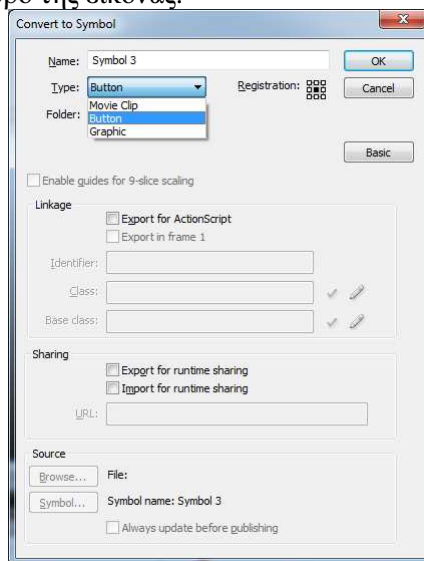 της εικόνας.
Convert to Symbol
Name: Symbol 3
OK
Type: Button
Registration:
Cancel
Movie Clip
Folder: Button
Graphic
Basic
Enable guides for 9-slice scaling
Linkage
Export for ActionScript
Export in frame 1
Identifier:
Class:
Base class:
Sharing
Export for runtime sharing
Import for runtime sharing
URL:
Source
Browse... File:
Symbol... Symbol name: Symbol 3
Always update before publishing